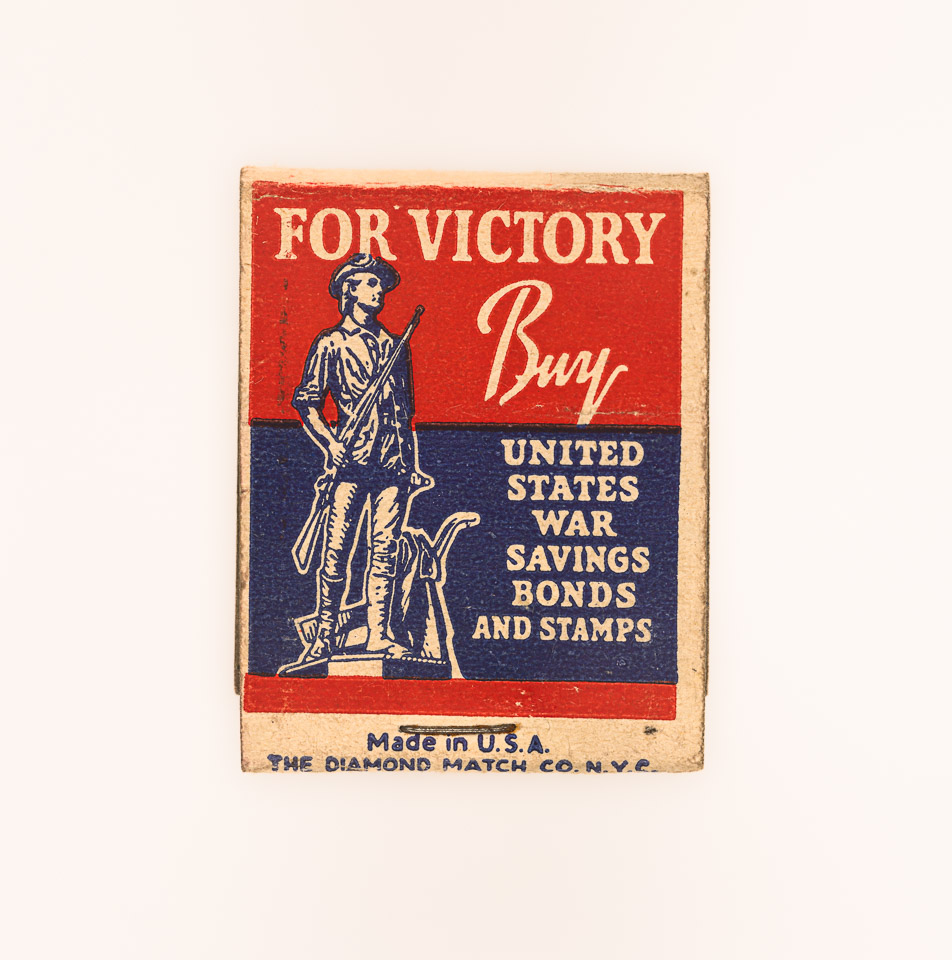 FOR VICTORY
Buy
UNITED
STATES
WAR
SAVINGS
BONDS
AND STAMPS
Made in U.S.A.
THE DIAMOND MATCH CO. N.Y.C.